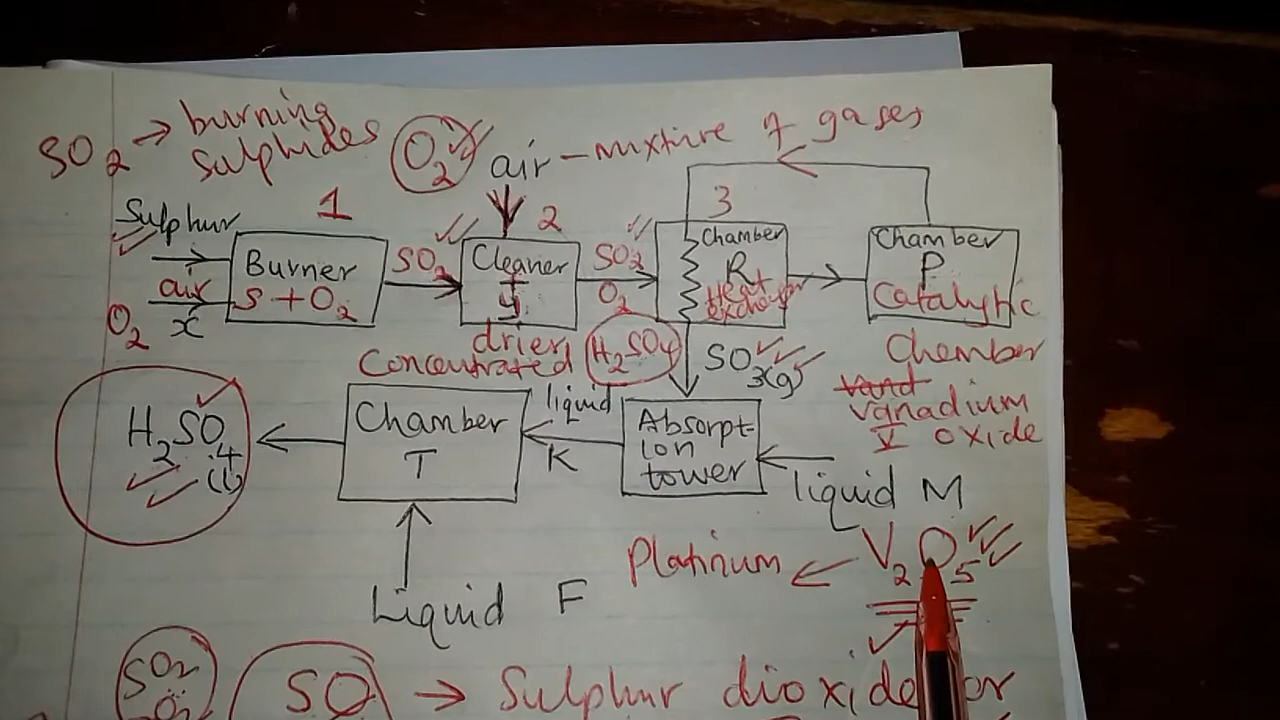 SO2 → burning
sulphides
O2 air - mixture of gases
Sulphur 1 2 3
Burner
S + O2
air
O2 x
SO2
Cleaner
+
y
drier
SO2
O2
Chamber
R
Heat
exchanger
Chamber
P
Catalytic
Chamber
Vanadium
V oxide
Concentrated H2SO4
SO3(g)
H2SO4(l)
Chamber
T
liquid
K
Absorpt-
ion
tower
liquid M
Platinum ← V2O5
Liquid F
SO2
O2
SO → Sulphur dioxide or